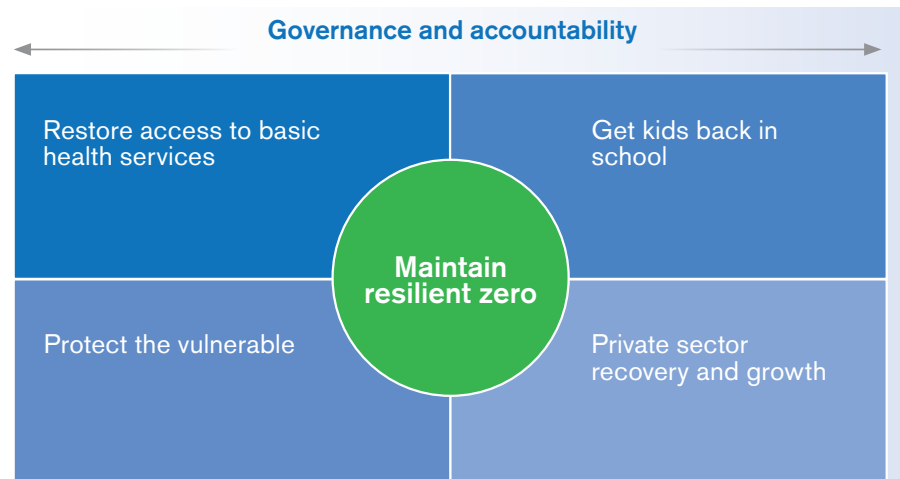 Governance and accountability
Restore access to basic
health services
Get kids back in
school
Maintain
resilient zero
Protect the vulnerable
Private sector
recovery and growth